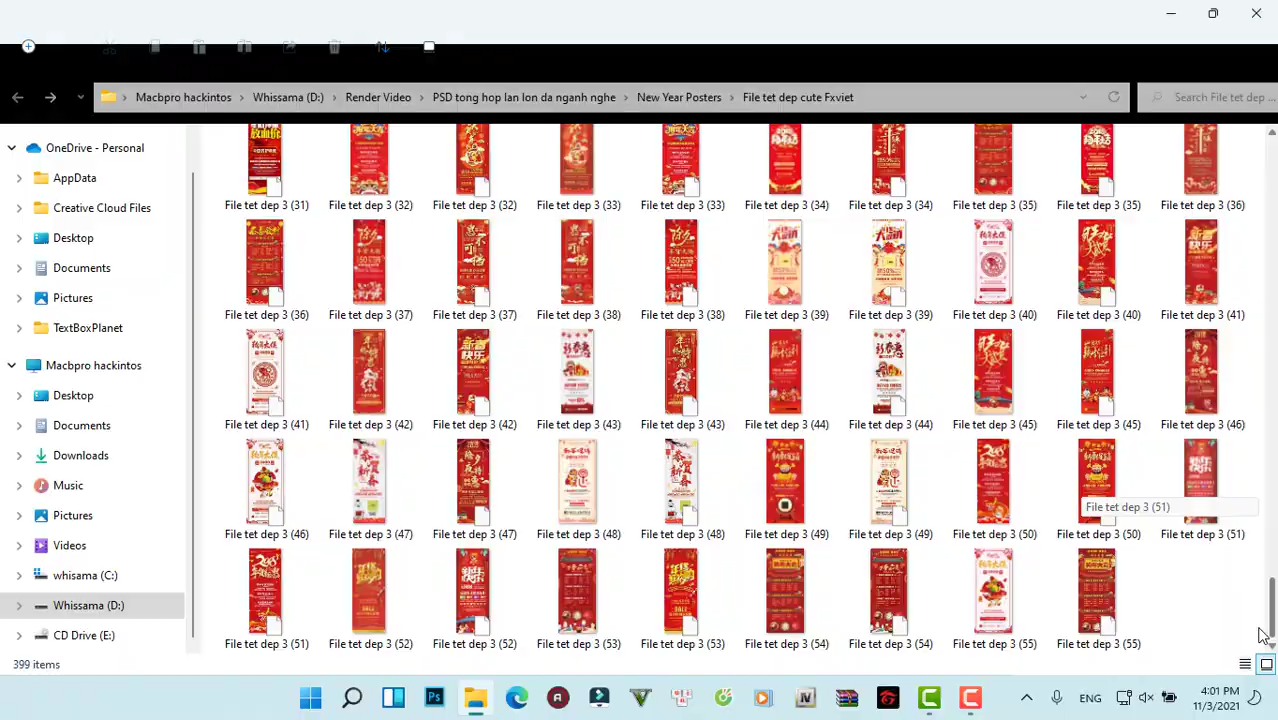 Macbpro hackintos
Whissama (D:)
Render Video
PSD tong hop lan lon da nganh nghe
New Year Posters
File tet dep cute Fxviet
Search File tet dep ...
OneDrive - Personal
AppData
Creative Cloud Files
Desktop
Documents
Pictures
TextBoxPlanet
Macbpro hackintos
Desktop
Documents
Downloads
Music
Pictures
Videos
whisama (C:)
Whissama (D:)
CD Drive (E:)
File tet dep 3 (31)
File tet dep 3 (32)
File tet dep 3 (32)
File tet dep 3 (33)
File tet dep 3 (33)
File tet dep 3 (34)
File tet dep 3 (34)
File tet dep 3 (35)
File tet dep 3 (35)
File tet dep 3 (36)
File tet dep 3 (36)
File tet dep 3 (37)
File tet dep 3 (37)
File tet dep 3 (38)
File tet dep 3 (38)
File tet dep 3 (39)
File tet dep 3 (39)
File tet dep 3 (40)
File tet dep 3 (40)
File tet dep 3 (41)
File tet dep 3 (41)
File tet dep 3 (42)
File tet dep 3 (42)
File tet dep 3 (43)
File tet dep 3 (43)
File tet dep 3 (44)
File tet dep 3 (44)
File tet dep 3 (45)
File tet dep 3 (45)
File tet dep 3 (46)
File tet dep 3 (46)
File tet dep 3 (47)
File tet dep 3 (47)
File tet dep 3 (48)
File tet dep 3 (48)
File tet dep 3 (49)
File tet dep 3 (49)
File tet dep 3 (50)
File tet dep 3 (50)
File tet dep 3 (51)
File tet dep 3 (51)
File tet dep 3 (51)
File tet dep 3 (52)
File tet dep 3 (52)
File tet dep 3 (53)
File tet dep 3 (53)
File tet dep 3 (54)
File tet dep 3 (54)
File tet dep 3 (55)
File tet dep 3 (55)
399 items
Ps
ENG
4:01 PM
11/3/2021